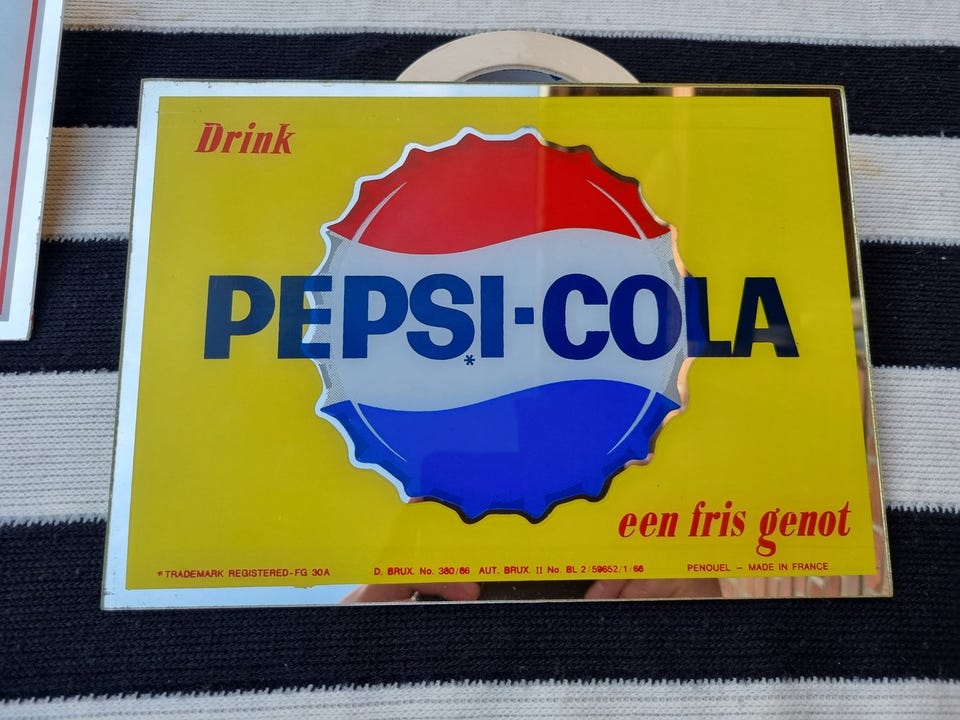 Drink
PEPSI-COLA
*
een fris genot
*TRADEMARK REGISTERED-FG 30A D. BRUX. No. 380/66 AUT. BRUX. II No. BL 2/59652/1/66 PENQUEL – MADE IN FRANCE